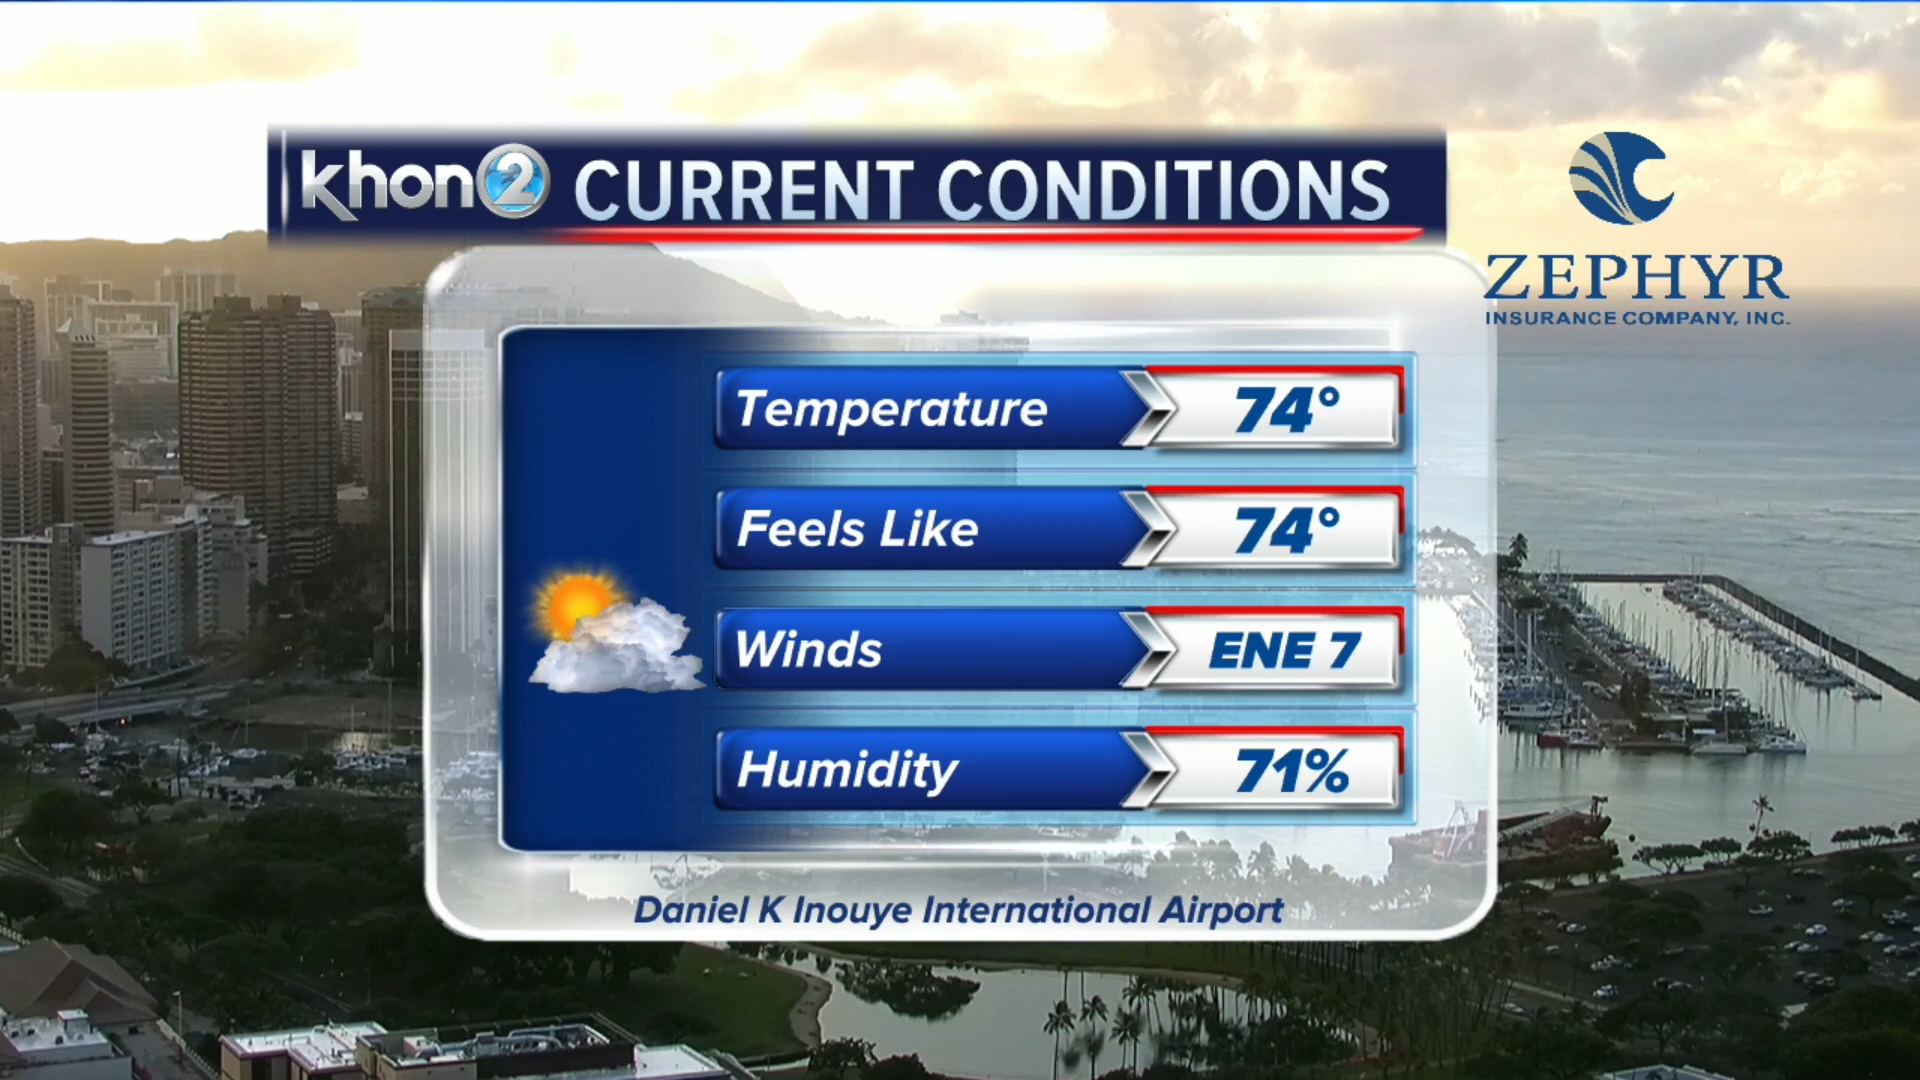 khon2 CURRENT CONDITIONS
ZEPHYR
INSURANCE COMPANY, INC.
Temperature 74°
Feels Like 74°
Winds ENE 7
Humidity 71%
Daniel K Inouye International Airport